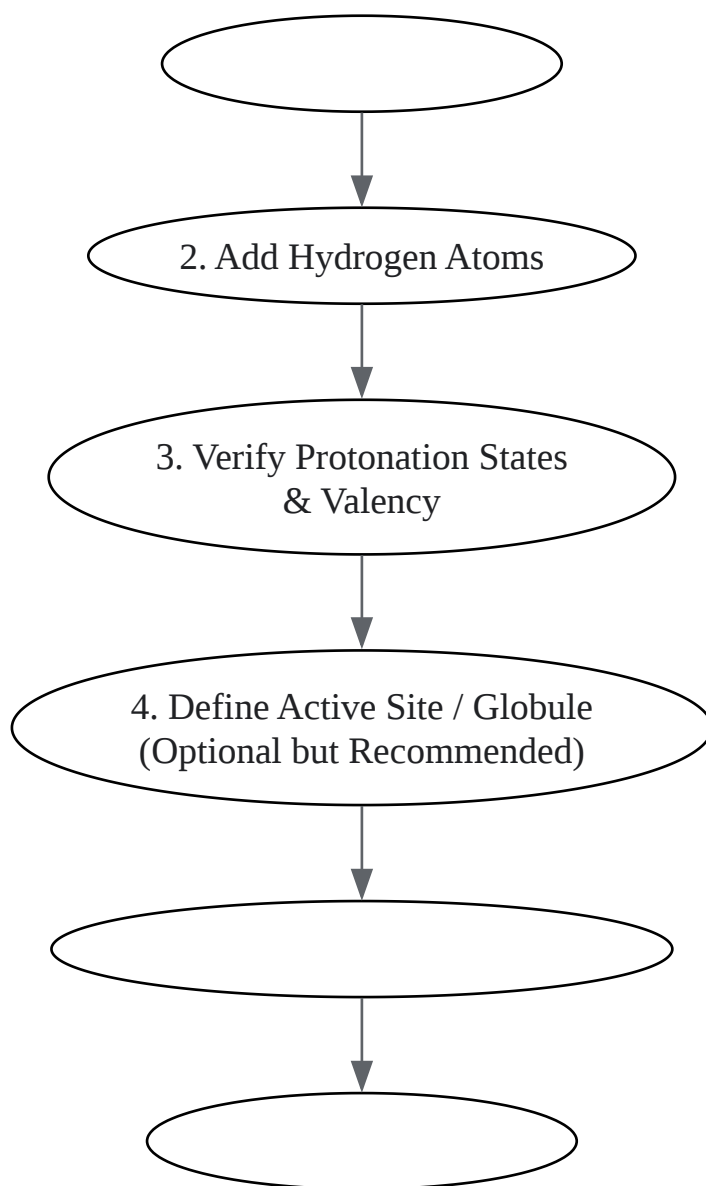 2. Add Hydrogen Atoms
3. Verify Protonation States
& Valency
4. Define Active Site / Globule
(Optional but Recommended)